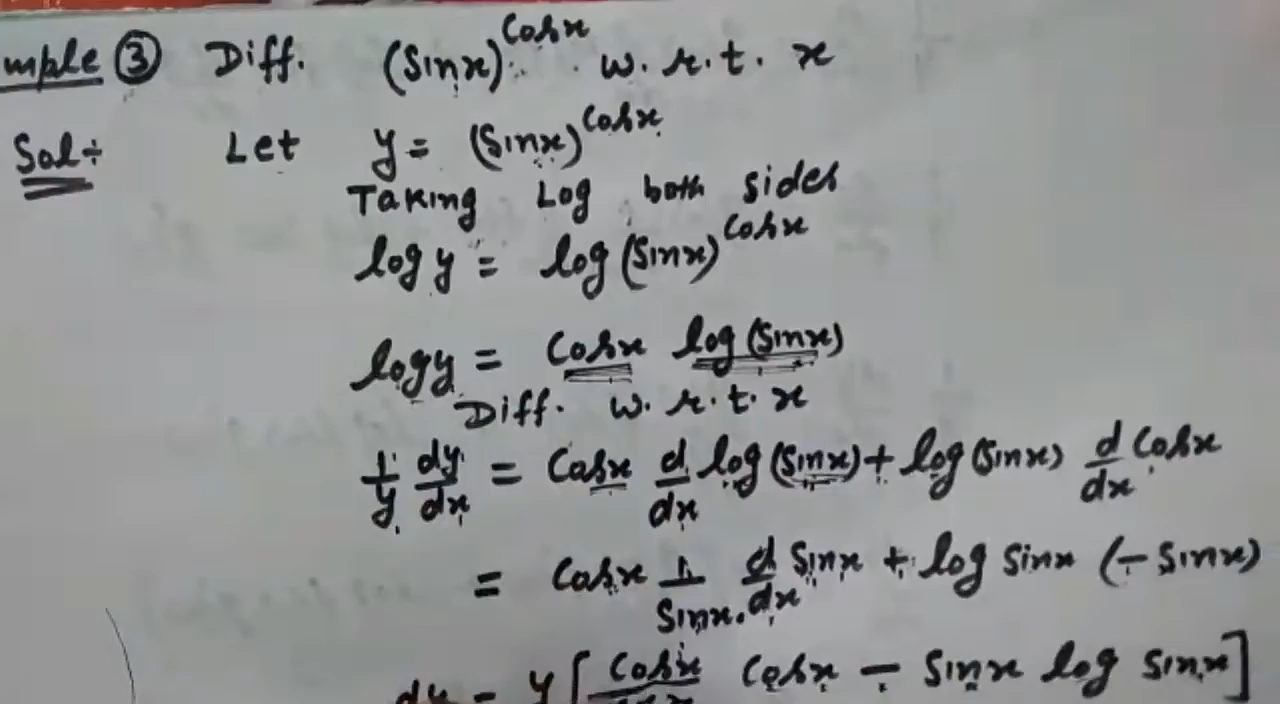 mple ③ Diff. (Sinx)^Cosx w.r.t. x
Sol÷ Let y = (Sinx)^Cosx
Taking Log both sides
log y = log (Sinx)^Cosx
log y = Cosx log (Sinx)
Diff. w.r.t. x
1/y dy/dx = Cosx d/dx log (Sinx) + log (Sinx) d/dx Cosx
= Cosx 1/Sinx . d/dx Sinx + log Sinx (- Sinx)
= y [ Cosx Cosx - Sinx log Sinx ]